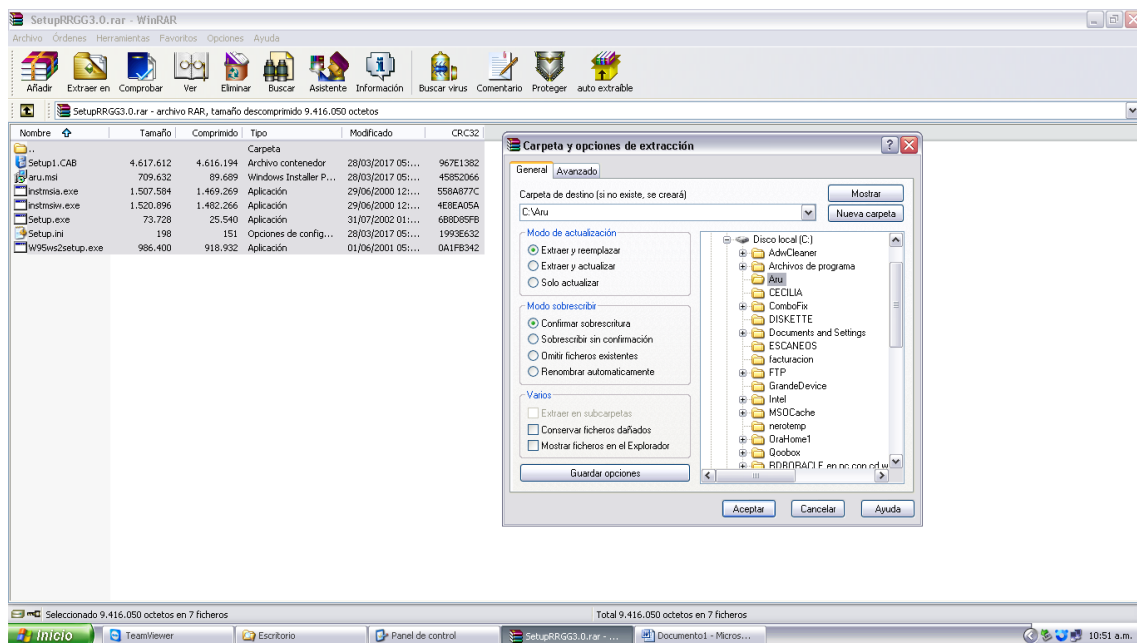 SetupRRGG3.0.rar - WinRAR
Archivo Órdenes Herramientas Favoritos Opciones Ayuda
Añadir Extraer en Comprobar Ver Eliminar Buscar Asistente Información Buscar virus Comentario Proteger auto extraíble
SetupRRGG3.0.rar - archivo RAR, tamaño descomprimido 9.416.050 octetos
Nombre Tamaño Comprimido Tipo Modificado CRC32
.. Carpeta
Setup1.CAB 4.617.612 4.616.194 Archivo contenedor 28/03/2017 05:... 967E1382
aru.msi 709.632 89.689 Windows Installer P... 28/03/2017 05:... 45852066
instmsia.exe 1.507.584 1.469.269 Aplicación 29/06/2000 12:... 558A877C
instmsiw.exe 1.520.896 1.482.266 Aplicación 29/06/2000 12:... 4E8EA05A
Setup.exe 73.728 25.540 Aplicación 31/07/2002 01:... 6B8D85FB
Setup.ini 198 151 Opciones de config... 28/03/2017 05:... 1993E632
W95ws2setup.exe 986.400 918.932 Aplicación 01/06/2001 05:... 0A1FB342
Carpeta y opciones de extracción
General Avanzado
Carpeta de destino (si no existe, se creará)
Mostrar
C:\Aru
Nueva carpeta
Modo de actualización
Extraer y reemplazar
Extraer y actualizar
Solo actualizar
Modo sobrescribir
Confirmar sobrescritura
Sobrescribir sin confirmación
Omitir ficheros existentes
Renombrar automaticamente
Varios
Extraer en subcarpetas
Conservar ficheros dañados
Mostrar ficheros en el Explorador
Guardar opciones
Disco local (C:)
AdwCleaner
Archivos de programa
Aru
CECILIA
ComboFix
DISKETTE
Documents and Settings
ESCANEOS
facturacion
FTP
GrandeDevice
Intel
MSOCache
nerotemp
OraHome1
Qoobox
en pc con cd
Aceptar Cancelar Ayuda
Seleccionado 9.416.050 octetos en 7 ficheros
Total 9.416.050 octetos en 7 ficheros
Inicio TeamViewer Escritorio Panel de control SetupRRGG3.0.rar - ... Documento1 - Micros... 10:51 a.m.